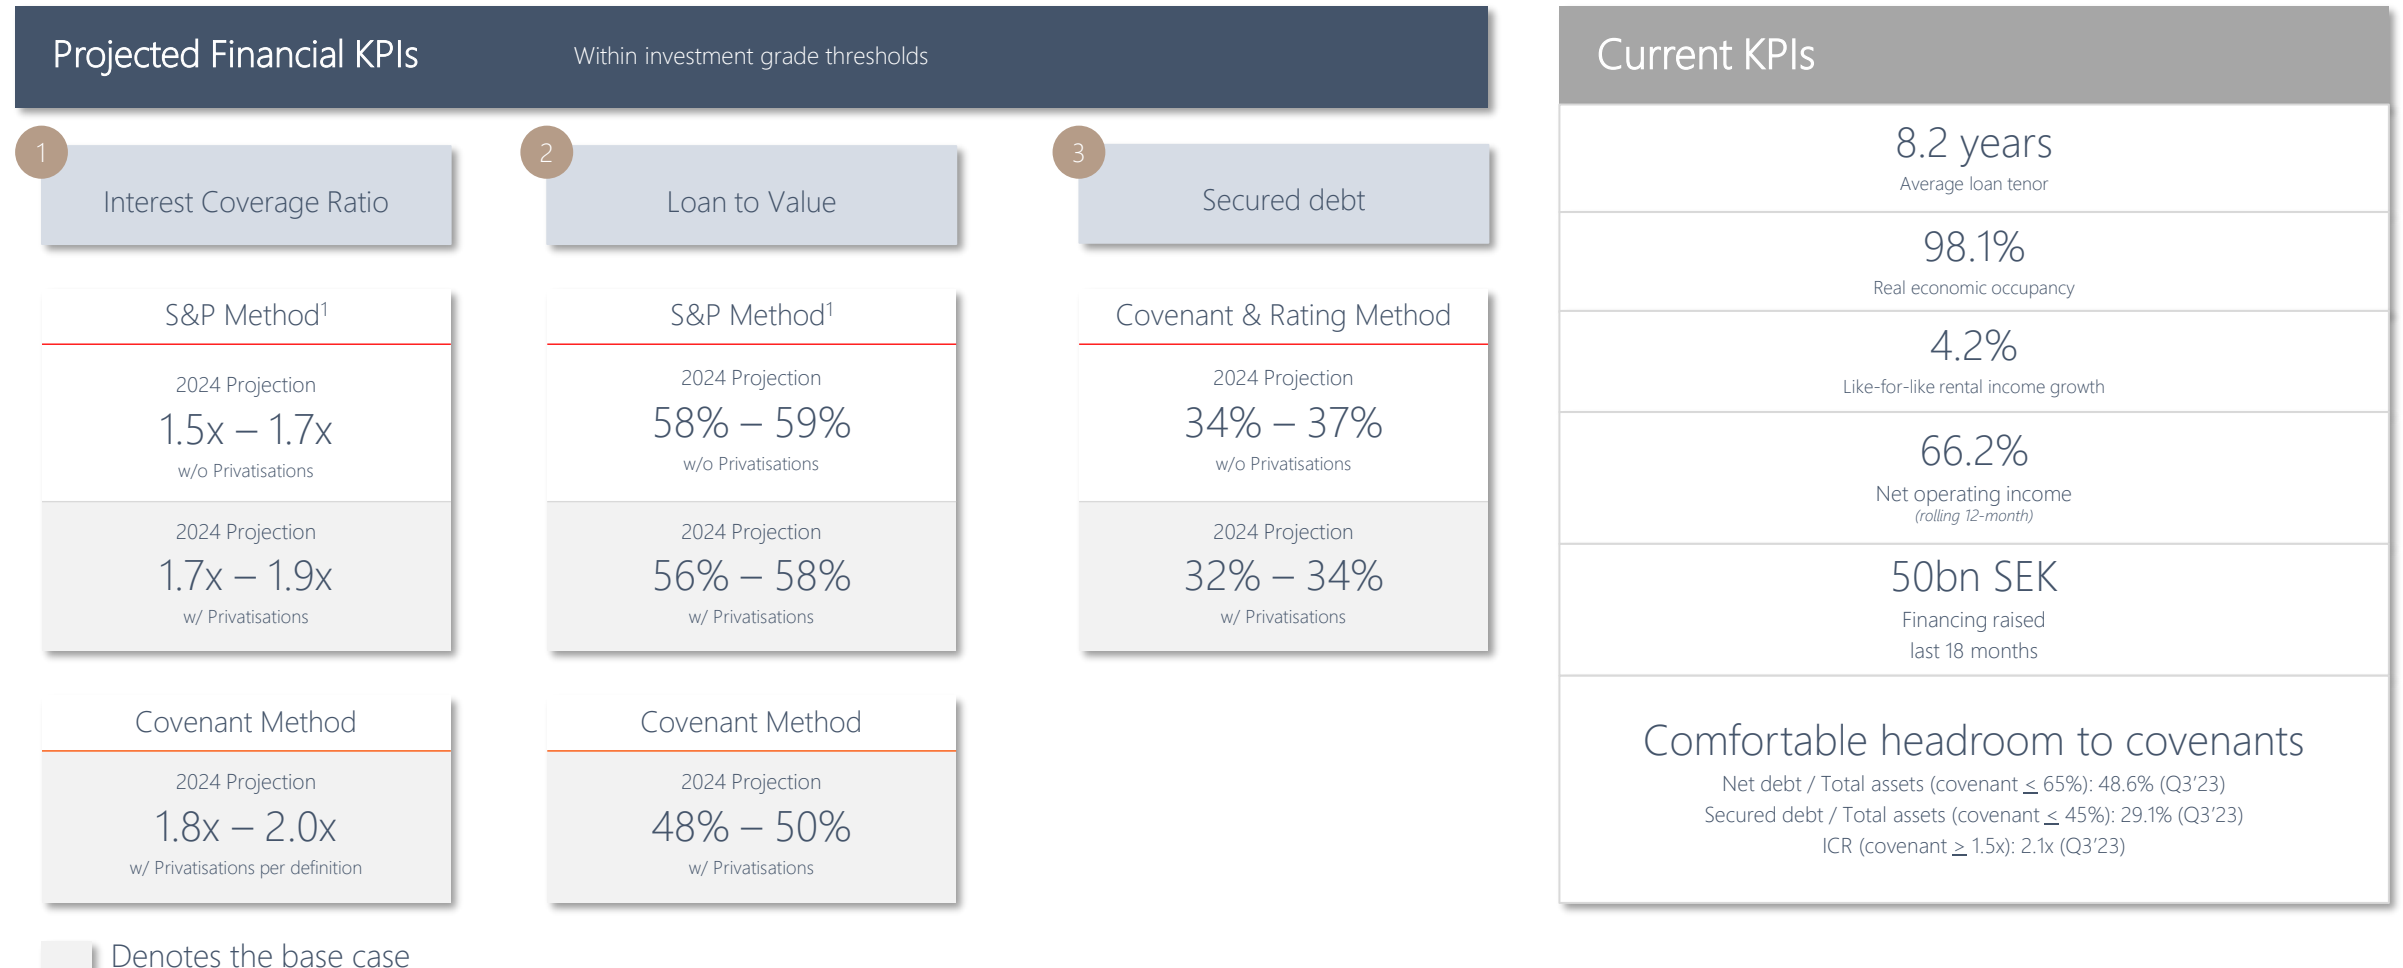 Projected Financial KPIs
Within investment grade thresholds
1
Interest Coverage Ratio
S&P Method¹
2024 Projection
1.5x – 1.7x
w/o Privatisations
2024 Projection
1.7x – 1.9x
w/ Privatisations
Covenant Method
2024 Projection
1.8x – 2.0x
w/ Privatisations per definition
2
Loan to Value
S&P Method¹
2024 Projection
58% – 59%
w/o Privatisations
2024 Projection
56% – 58%
w/ Privatisations
Covenant Method
2024 Projection
48% – 50%
w/ Privatisations
3
Secured debt
Covenant & Rating Method
2024 Projection
34% – 37%
w/o Privatisations
2024 Projection
32% – 34%
w/ Privatisations
Denotes the base case
Current KPIs
8.2 years
Average loan tenor
98.1%
Real economic occupancy
4.2%
Like-for-like rental income growth
66.2%
Net operating income
(rolling 12-month)
50bn SEK
Financing raised
last 18 months
Comfortable headroom to covenants
Net debt / Total assets (covenant ≤ 65%): 48.6% (Q3’23)
Secured debt / Total assets (covenant ≤ 45%): 29.1% (Q3’23)
ICR (covenant ≥ 1.5x): 2.1x (Q3’23)